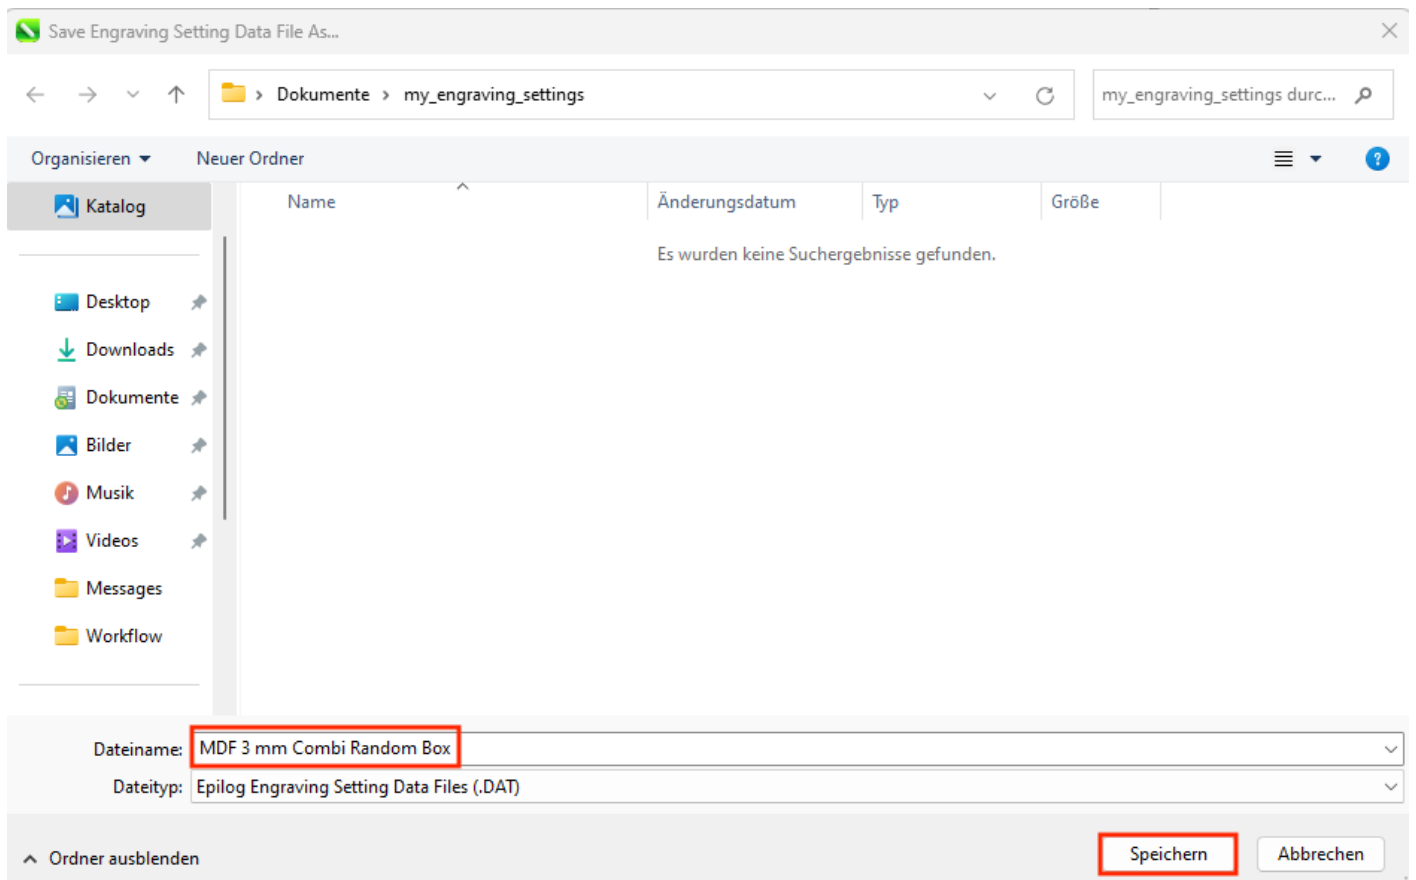 Save Engraving Setting Data File As...
Dokumente > my_engraving_settings
my_engraving_settings durc...
Organisieren Neuer Ordner
Katalog
Name Änderungsdatum Typ Größe
Es wurden keine Suchergebnisse gefunden.
Desktop
Downloads
Dokumente
Bilder
Musik
Videos
Messages
Workflow
Dateiname: MDF 3 mm Combi Random Box
Dateityp: Epilog Engraving Setting Data Files (.DAT)
Ordner ausblenden
Speichern Abbrechen